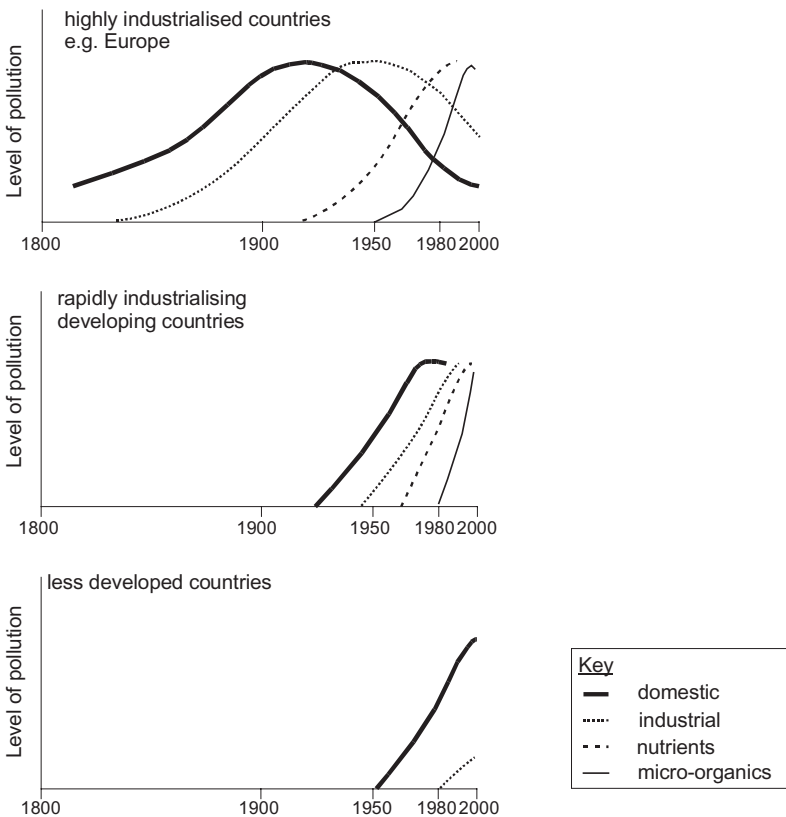 highly industrialised countries
e.g. Europe
Level of pollution
1800
1900
1950
1980
2000
rapidly industrialising
developing countries
Level of pollution
1800
1900
1950
1980
2000
less developed countries
Level of pollution
1800
1900
1950
1980
2000
Key
domestic
industrial
nutrients
micro-organics